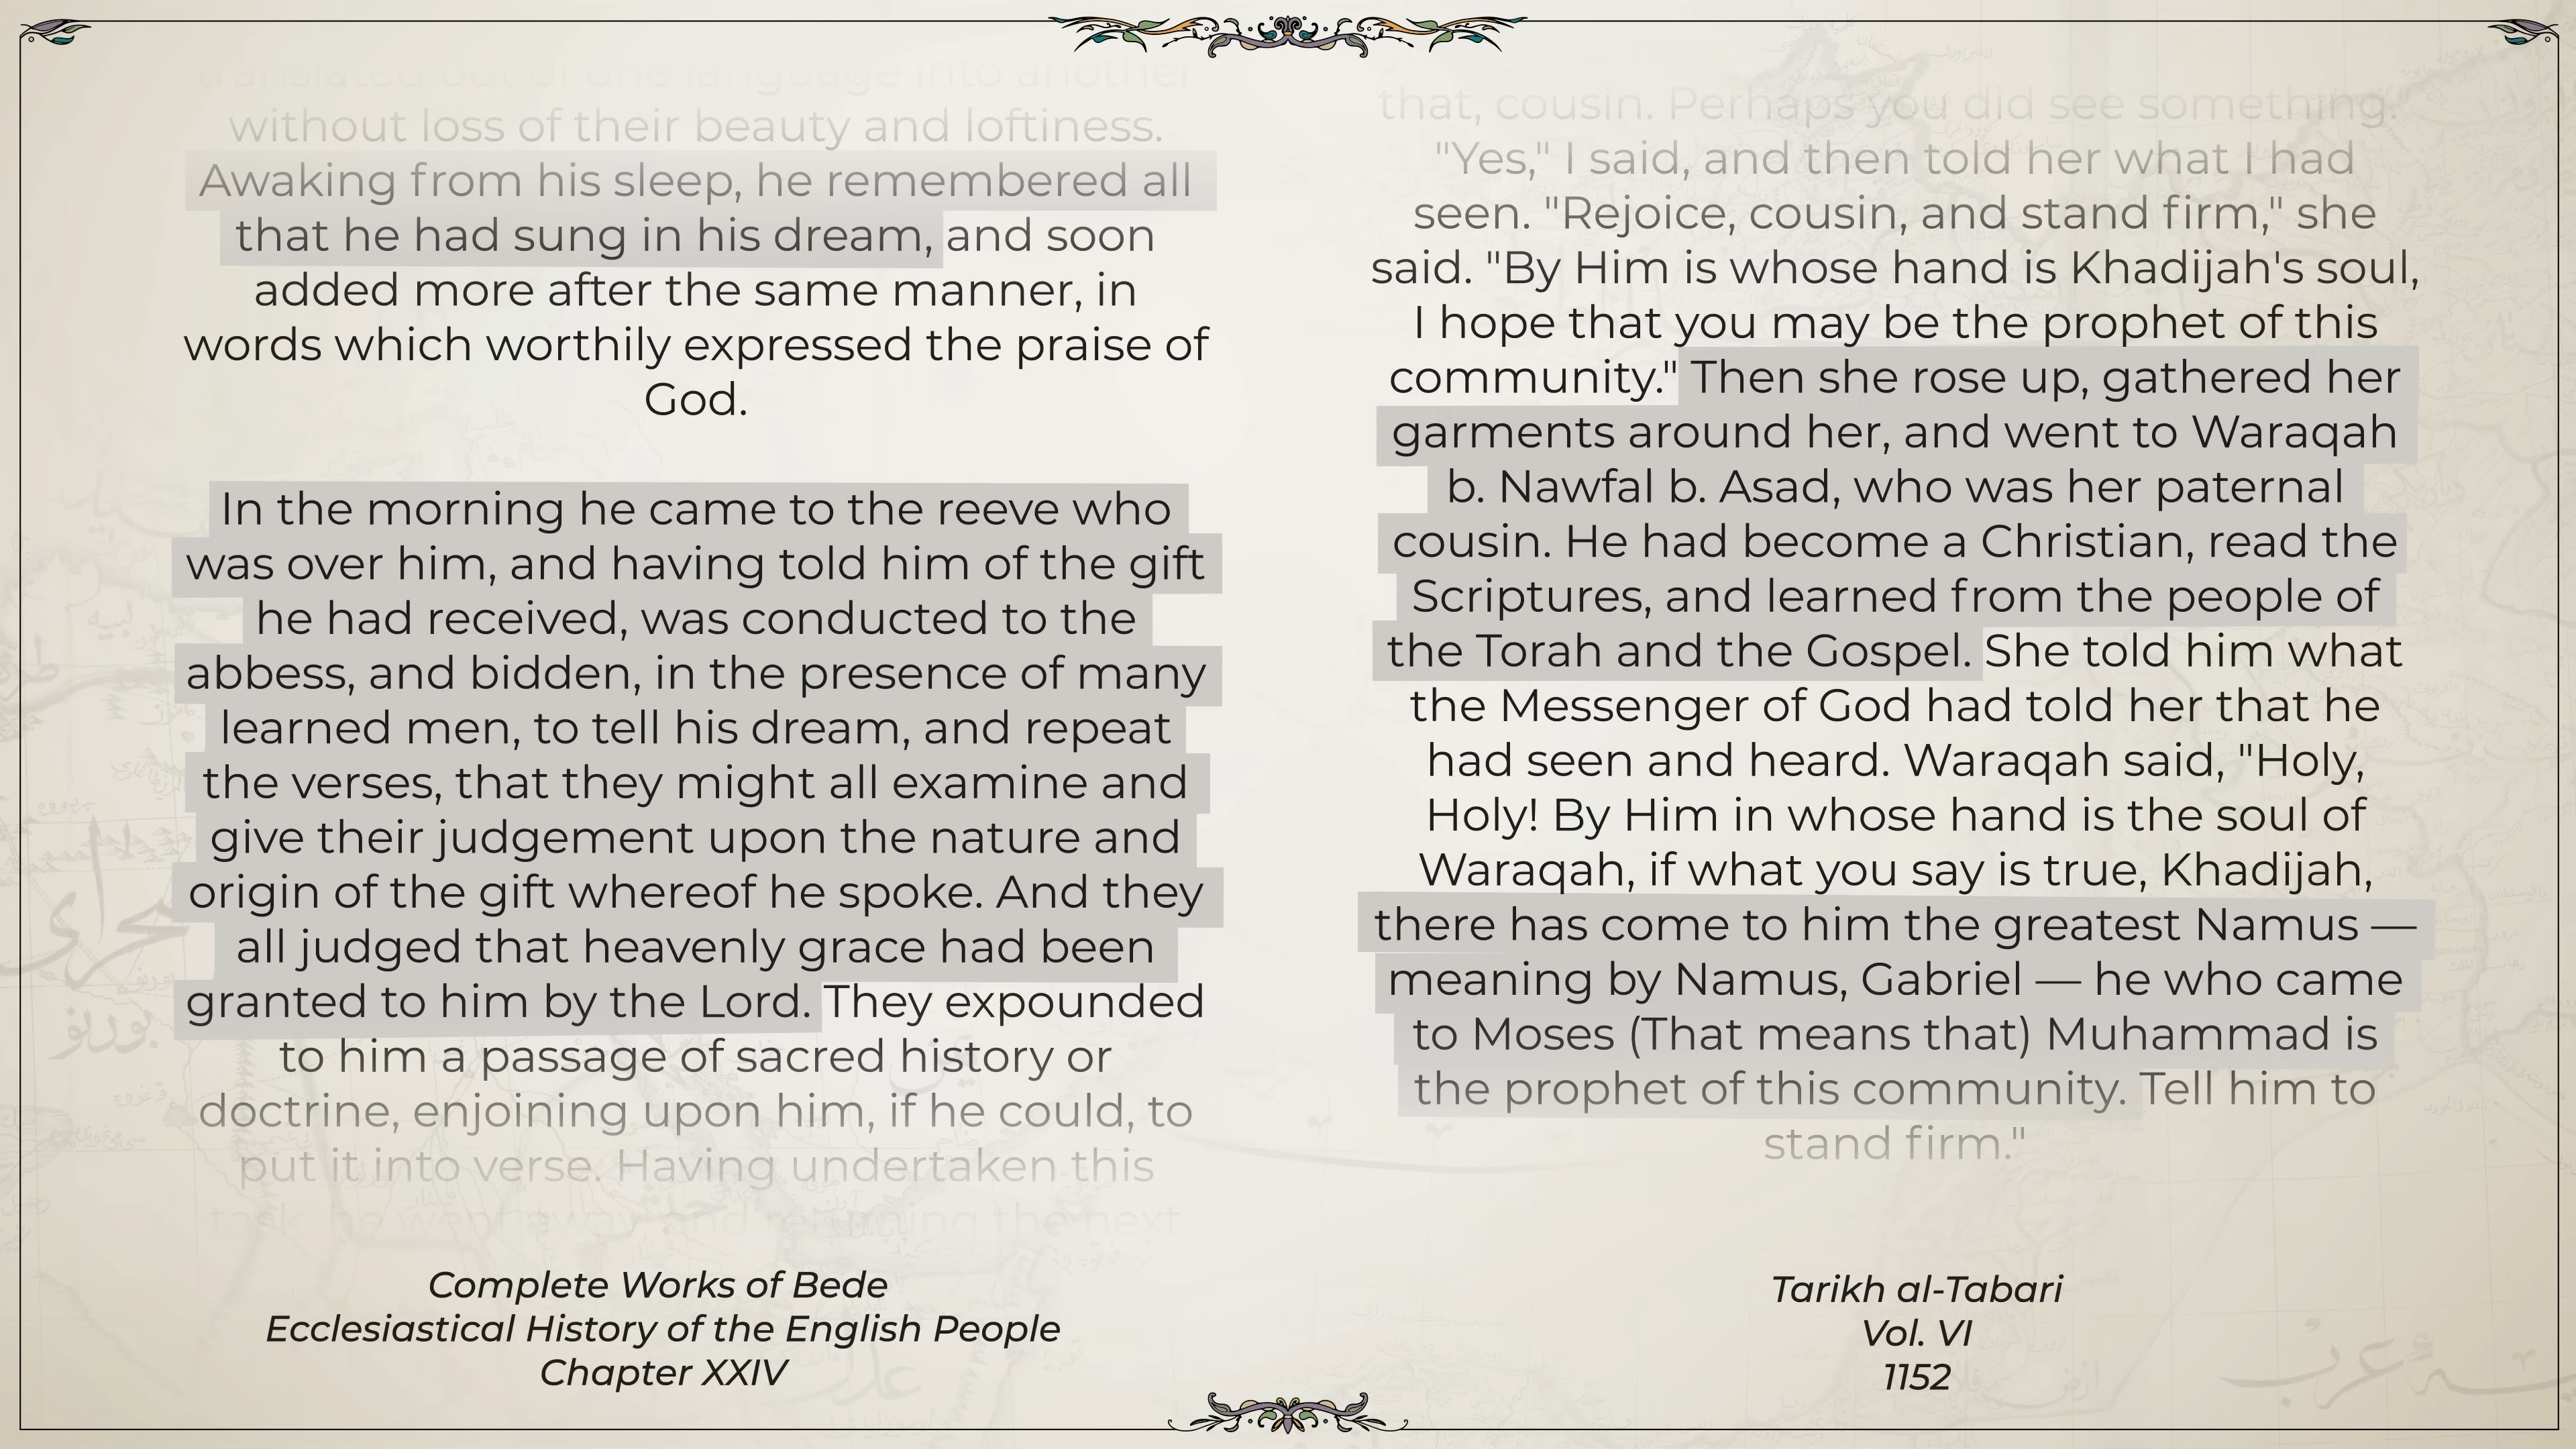 translated out of one language into another
without loss of their beauty and loftiness.
Awaking from his sleep, he remembered all
that he had sung in his dream, and soon
added more after the same manner, in
words which worthily expressed the praise of
God.
In the morning he came to the reeve who
was over him, and having told him of the gift
he had received, was conducted to the
abbess, and bidden, in the presence of many
learned men, to tell his dream, and repeat
the verses, that they might all examine and
give their judgement upon the nature and
origin of the gift whereof he spoke. And they
all judged that heavenly grace had been
granted to him by the Lord. They expounded
to him a passage of sacred history or
doctrine, enjoining upon him, if he could, to
put it into verse. Having undertaken this
task, he went away, and returning the next
Complete Works of Bede
Ecclesiastical History of the English People
Chapter XXIV
that, cousin. Perhaps you did see something.
"Yes," I said, and then told her what I had
seen. "Rejoice, cousin, and stand firm," she
said. "By Him is whose hand is Khadijah's soul,
I hope that you may be the prophet of this
community." Then she rose up, gathered her
garments around her, and went to Waraqah
b. Nawfal b. Asad, who was her paternal
cousin. He had become a Christian, read the
Scriptures, and learned from the people of
the Torah and the Gospel. She told him what
the Messenger of God had told her that he
had seen and heard. Waraqah said, "Holy,
Holy! By Him in whose hand is the soul of
Waraqah, if what you say is true, Khadijah,
there has come to him the greatest Namus —
meaning by Namus, Gabriel — he who came
to Moses (That means that) Muhammad is
the prophet of this community. Tell him to
stand firm."
Tarikh al-Tabari
Vol. VI
1152